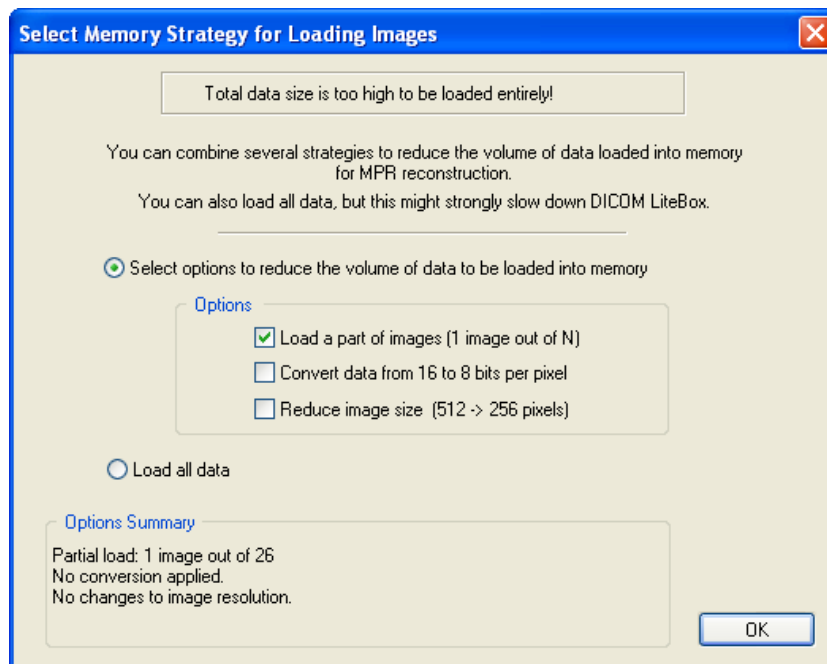 Select Memory Strategy for Loading Images
Total data size is too high to be loaded entirely!
You can combine several strategies to reduce the volume of data loaded into memory
for MPR reconstruction.
You can also load all data, but this might strongly slow down DICOM LiteBox.
Select options to reduce the volume of data to be loaded into memory
Options
Load a part of images (1 image out of N)
Convert data from 16 to 8 bits per pixel
Reduce image size (512 -> 256 pixels)
Load all data
Options Summary
Partial load: 1 image out of 26
No conversion applied.
No changes to image resolution.
OK